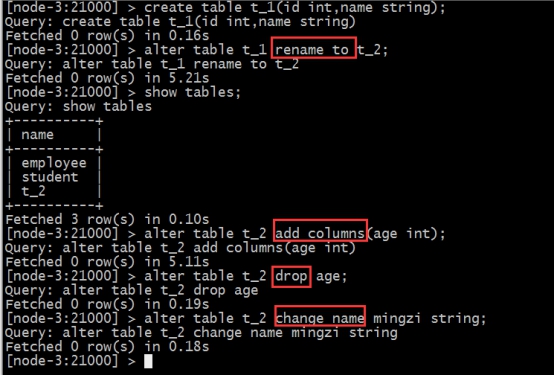 [node-3:21000] > create table t_1(id int,name string);
Query: create table t_1(id int,name string)
Fetched 0 row(s) in 0.16s
[node-3:21000] > alter table t_1 rename to t_2;
Query: alter table t_1 rename to t_2
Fetched 0 row(s) in 5.21s
[node-3:21000] > show tables;
Query: show tables
+----------+
| name     |
+----------+
| employee |
| student  |
| t_2      |
+----------+
Fetched 3 row(s) in 0.10s
[node-3:21000] > alter table t_2 add columns(age int);
Query: alter table t_2 add columns(age int)
Fetched 0 row(s) in 5.11s
[node-3:21000] > alter table t_2 drop age;
Query: alter table t_2 drop age
Fetched 0 row(s) in 0.19s
[node-3:21000] > alter table t_2 change name mingzi string;
Query: alter table t_2 change name mingzi string
Fetched 0 row(s) in 0.18s
[node-3:21000] >